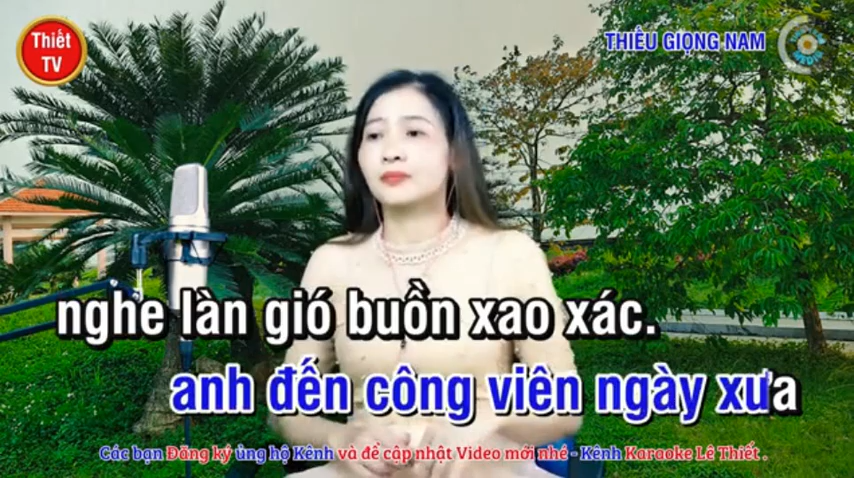 Thiết
TV
THIẾU GIỌNG NAM
nghe làn gió buồn xao xác.
anh đến công viên ngày xưa
Các bạn Đăng ký ủng hộ Kênh và để cập nhật Video mới nhé - Kênh Karaoke Lê Thiết .